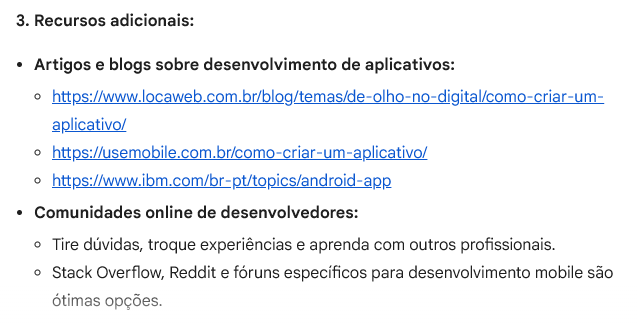 3. Recursos adicionais:
• Artigos e blogs sobre desenvolvimento de aplicativos:
○ https://www.locaweb.com.br/blog/temas/de-olho-no-digital/como-criar-um-
aplicativo/
○ https://usemobile.com.br/como-criar-um-aplicativo/
○ https://www.ibm.com/br-pt/topics/android-app
• Comunidades online de desenvolvedores:
○ Tire dúvidas, troque experiências e aprenda com outros profissionais.
○ Stack Overflow, Reddit e fóruns específicos para desenvolvimento mobile são
ótimas opções.